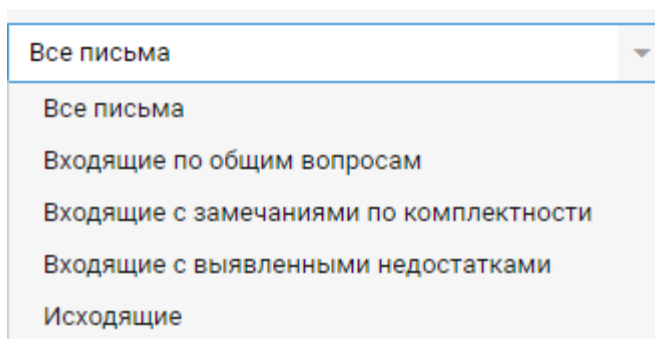 Все письма
Все письма
Входящие по общим вопросам
Входящие с замечаниями по комплектности
Входящие с выявленными недостатками
Исходящие